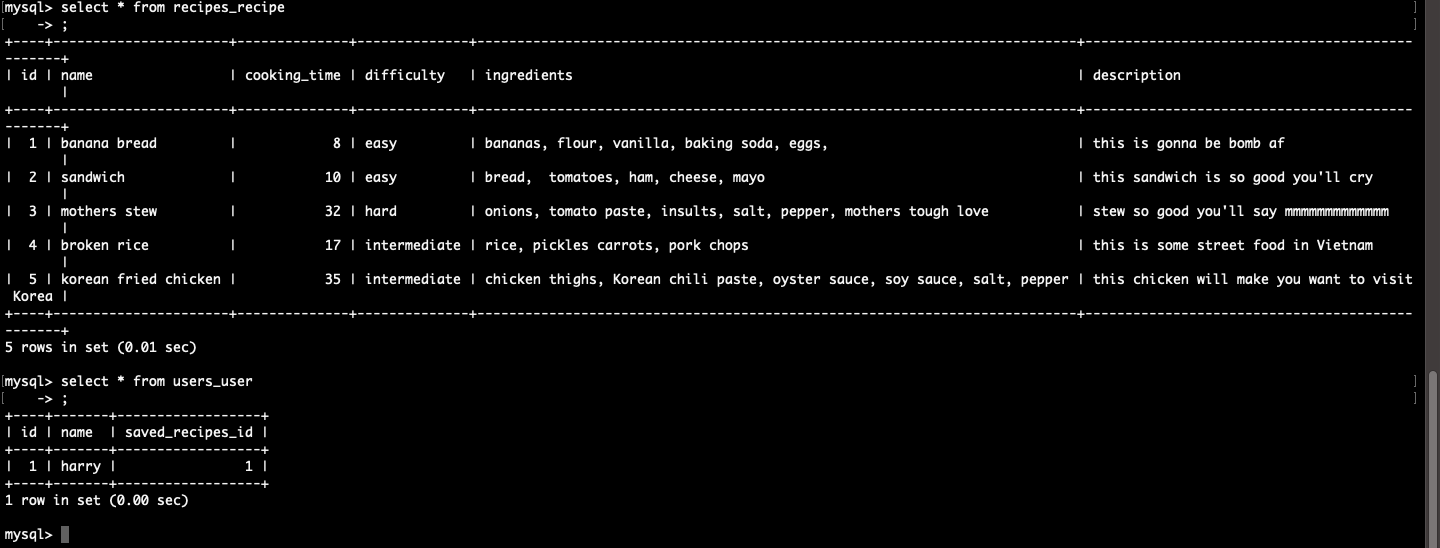 [mysql> select * from recipes_recipe ]
[    -> ; ]
+----+----------------------+--------------+--------------+---------------------------------------------------------------------------+-----------------------------------------
-------+
| id | name                 | cooking_time | difficulty   | ingredients                                                               | description
       |
+----+----------------------+--------------+--------------+---------------------------------------------------------------------------+-----------------------------------------
-------+
|  1 | banana bread         |            8 | easy         | bananas, flour, vanilla, baking soda, eggs,                               | this is gonna be bomb af
       |
|  2 | sandwich             |           10 | easy         | bread,  tomatoes, ham, cheese, mayo                                       | this sandwich is so good you'll cry
       |
|  3 | mothers stew         |           32 | hard         | onions, tomato paste, insults, salt, pepper, mothers tough love           | stew so good you'll say mmmmmmmmmmmmm
       |
|  4 | broken rice          |           17 | intermediate | rice, pickles carrots, pork chops                                         | this is some street food in Vietnam
       |
|  5 | korean fried chicken |           35 | intermediate | chicken thighs, Korean chili paste, oyster sauce, soy sauce, salt, pepper | this chicken will make you want to visit
 Korea |
+----+----------------------+--------------+--------------+---------------------------------------------------------------------------+-----------------------------------------
-------+
5 rows in set (0.01 sec)
[mysql> select * from users_user ]
[    -> ; ]
+----+-------+------------------+
| id | name  | saved_recipes_id |
+----+-------+------------------+
|  1 | harry |                1 |
+----+-------+------------------+
1 row in set (0.00 sec)
mysql>